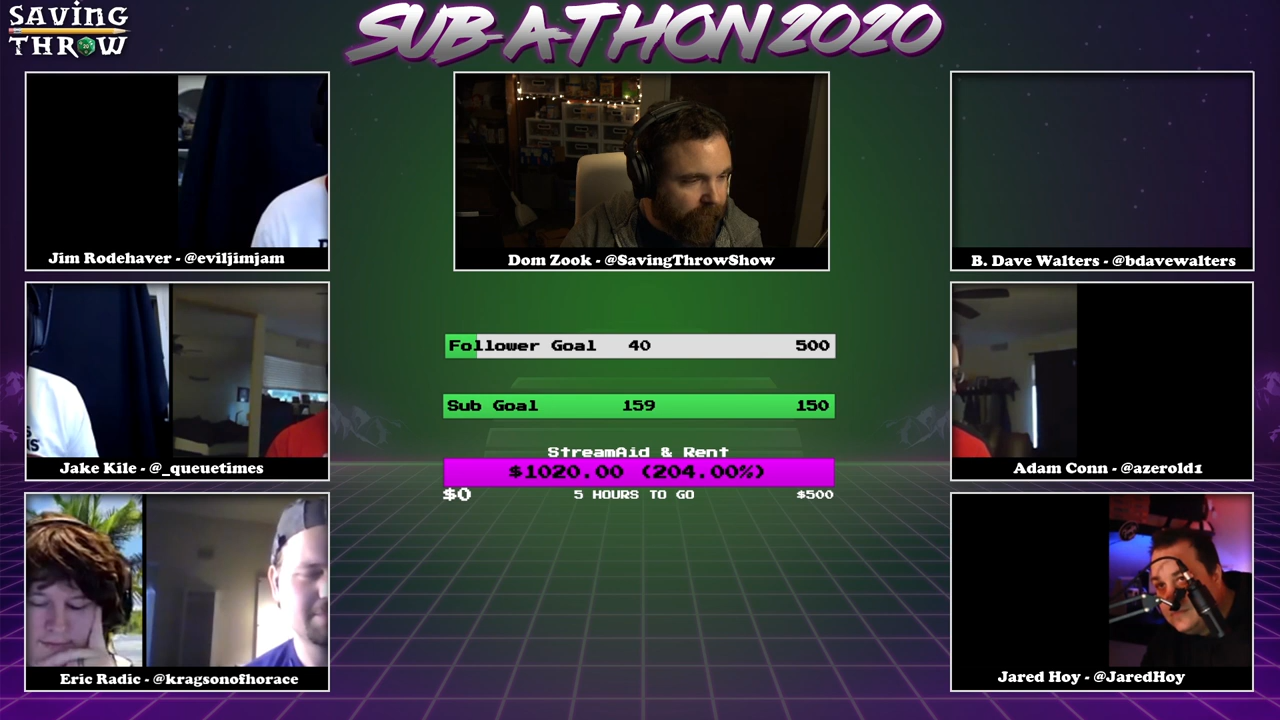 SAVING
THROW
SUB-A-THON 2020
Jim Rodehaver - @eviljimjam
Dom Zook - @SavingThrowShow
B. Dave Walters - @bdavewalters
Follower Goal 40 500
Sub Goal 159 150
StreamAid & Rent
$1020.00 (204.00%)
$0 5 HOURS TO GO $500
Jake Kile - @_queuetimes
Adam Conn - @azerold1
Eric Radic - @kragsonofhorace
Jared Hoy - @JaredHoy